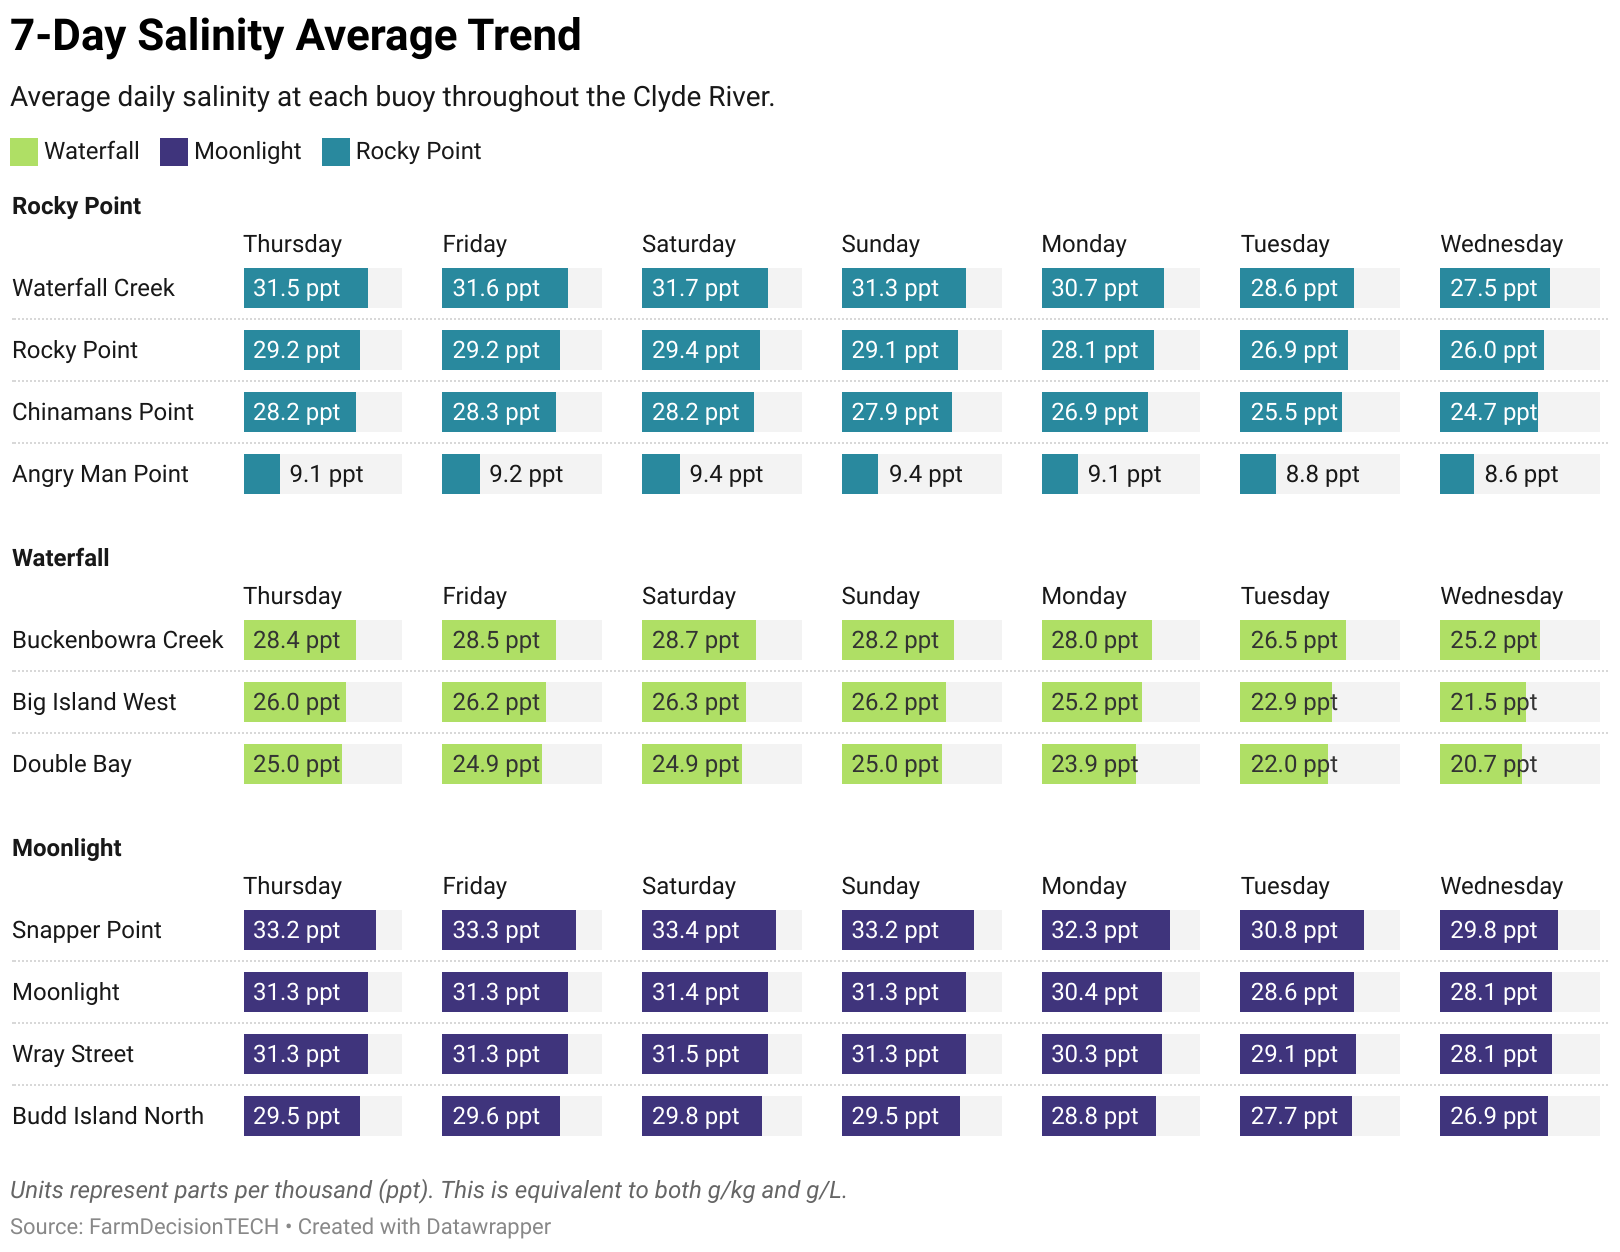 7-Day Salinity Average Trend
Average daily salinity at each buoy throughout the Clyde River.
Waterfall Moonlight Rocky Point
Rocky Point
Thursday Friday Saturday Sunday Monday Tuesday Wednesday
Waterfall Creek 31.5 ppt 31.6 ppt 31.7 ppt 31.3 ppt 30.7 ppt 28.6 ppt 27.5 ppt
Rocky Point 29.2 ppt 29.2 ppt 29.4 ppt 29.1 ppt 28.1 ppt 26.9 ppt 26.0 ppt
Chinamans Point 28.2 ppt 28.3 ppt 28.2 ppt 27.9 ppt 26.9 ppt 25.5 ppt 24.7 ppt
Angry Man Point 9.1 ppt 9.2 ppt 9.4 ppt 9.4 ppt 9.1 ppt 8.8 ppt 8.6 ppt
Waterfall
Thursday Friday Saturday Sunday Monday Tuesday Wednesday
Buckenbowra Creek 28.4 ppt 28.5 ppt 28.7 ppt 28.2 ppt 28.0 ppt 26.5 ppt 25.2 ppt
Big Island West 26.0 ppt 26.2 ppt 26.3 ppt 26.2 ppt 25.2 ppt 22.9 ppt 21.5 ppt
Double Bay 25.0 ppt 24.9 ppt 24.9 ppt 25.0 ppt 23.9 ppt 22.0 ppt 20.7 ppt
Moonlight
Thursday Friday Saturday Sunday Monday Tuesday Wednesday
Snapper Point 33.2 ppt 33.3 ppt 33.4 ppt 33.2 ppt 32.3 ppt 30.8 ppt 29.8 ppt
Moonlight 31.3 ppt 31.3 ppt 31.4 ppt 31.3 ppt 30.4 ppt 28.6 ppt 28.1 ppt
Wray Street 31.3 ppt 31.3 ppt 31.5 ppt 31.3 ppt 30.3 ppt 29.1 ppt 28.1 ppt
Budd Island North 29.5 ppt 29.6 ppt 29.8 ppt 29.5 ppt 28.8 ppt 27.7 ppt 26.9 ppt
Units represent parts per thousand (ppt). This is equivalent to both g/kg and g/L.
Source: FarmDecisionTECH • Created with Datawrapper